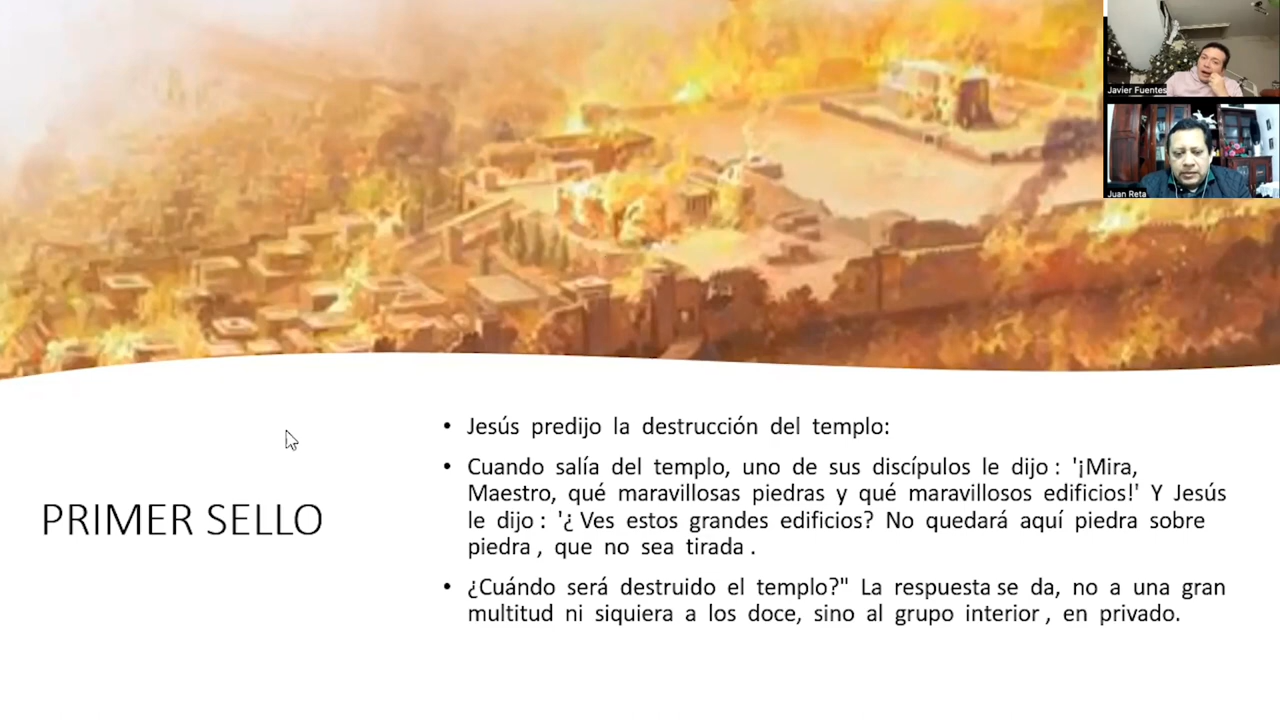 Javier Fuentes
Juan Reta
PRIMER SELLO
• Jesús predijo la destrucción del templo:
• Cuando salía del templo, uno de sus discípulos le dijo : '¡Mira,
Maestro, qué maravillosas piedras y qué maravillosos edificios!' Y Jesús
le dijo : '¿ Ves estos grandes edificios? No quedará aquí piedra sobre
piedra , que no sea tirada .
• ¿Cuándo será destruido el templo?" La respuesta se da, no a una gran
multitud ni siquiera a los doce, sino al grupo interior , en privado.